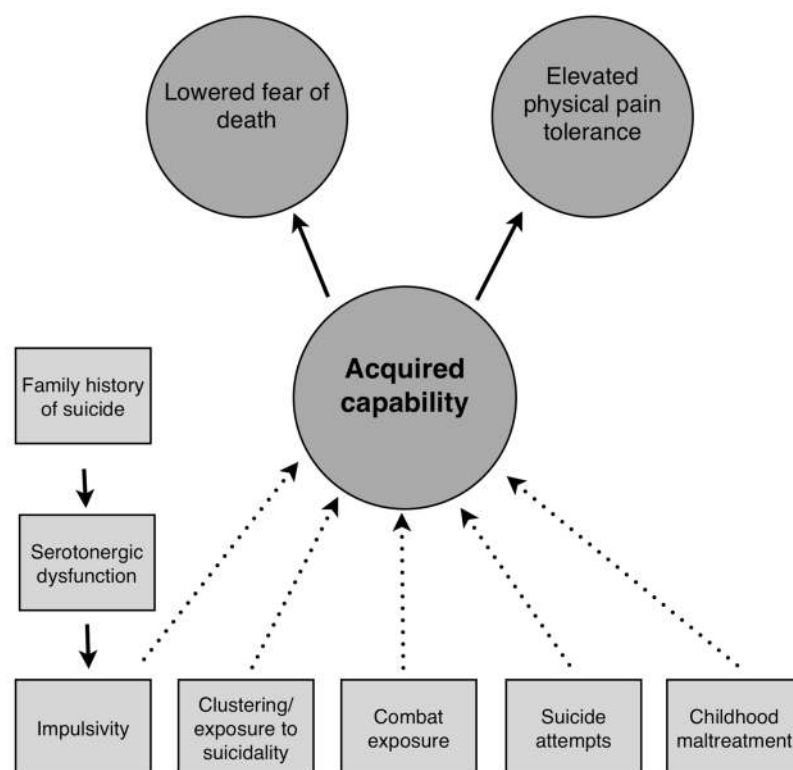 Lowered fear of
death
Elevated
physical pain
tolerance
Acquired
capability
Family history
of suicide
Serotonergic
dysfunction
Impulsivity
Clustering/
exposure to
suicidality
Combat
exposure
Suicide
attempts
Childhood
maltreatment